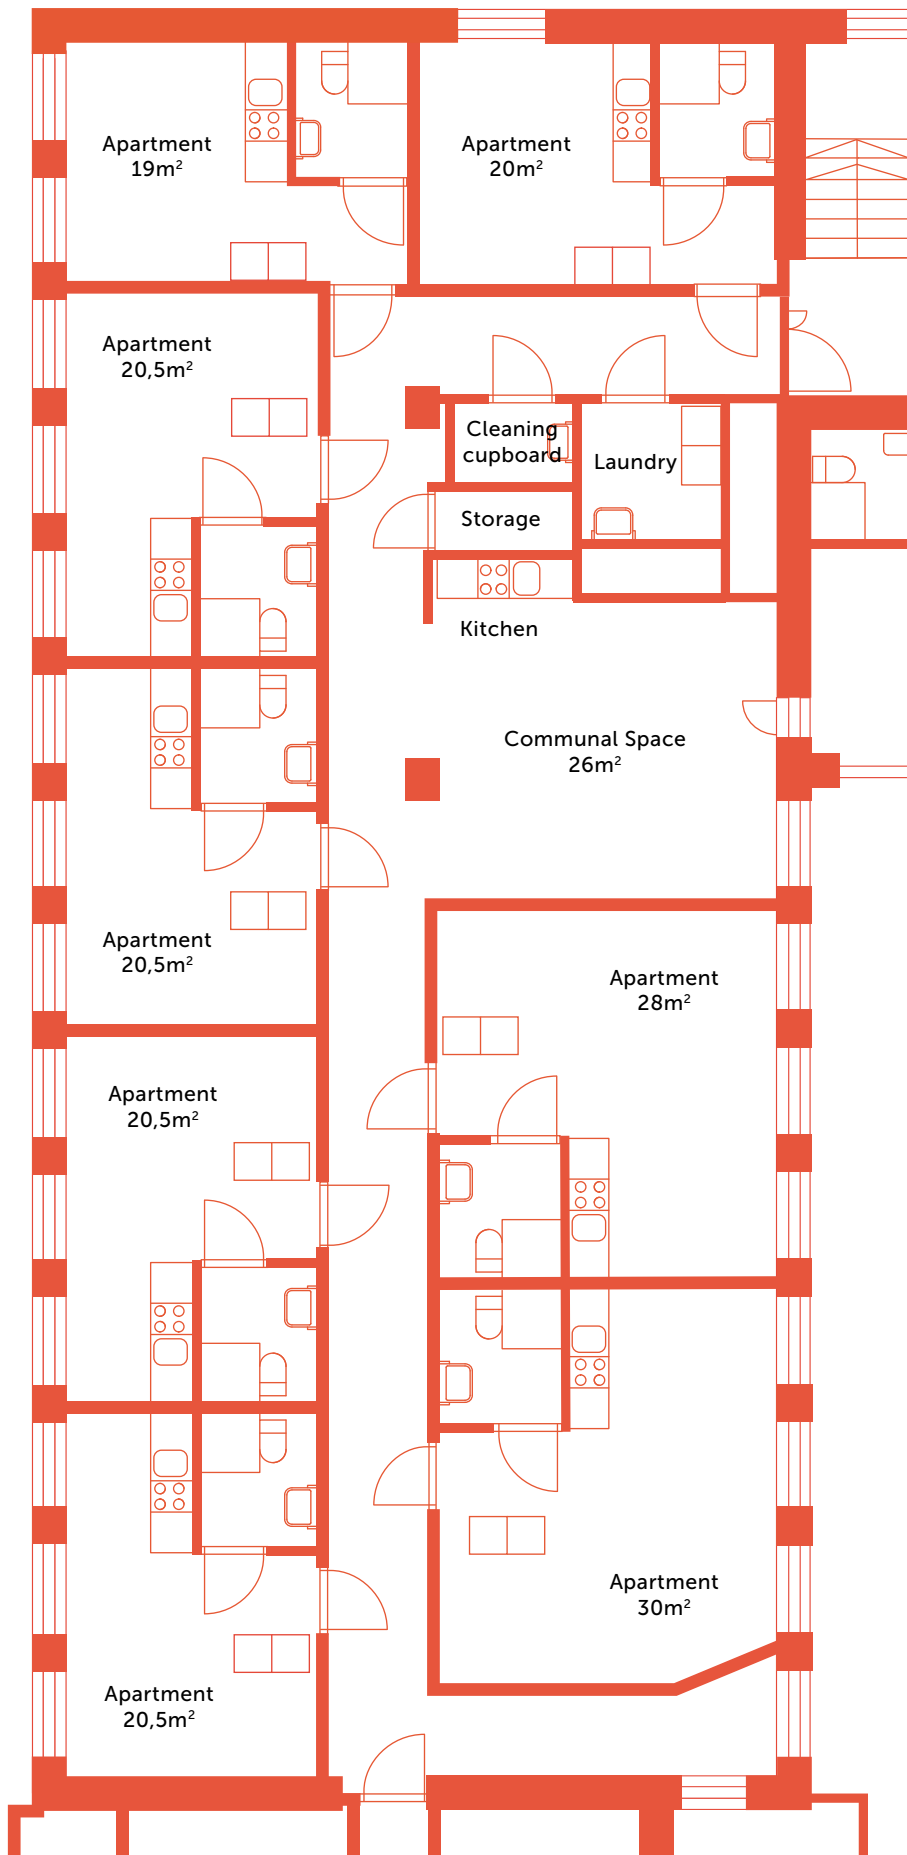 Apartment
19m²
Apartment
20m²
Apartment
20,5m²
Cleaning
cupboard
Laundry
Storage
Kitchen
Communal Space
26m²
Apartment
20,5m²
Apartment
28m²
Apartment
20,5m²
Apartment
30m²
Apartment
20,5m²